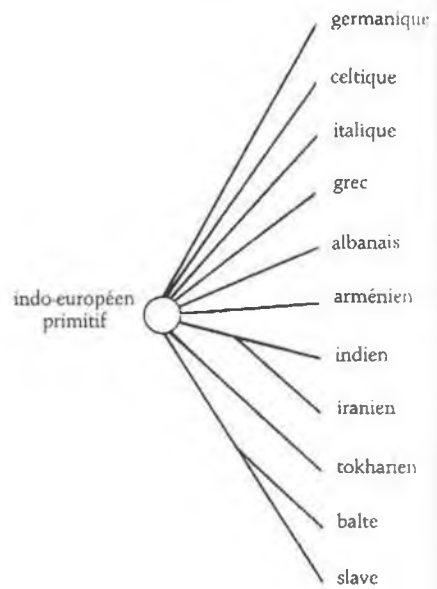 germanique
celtique
italique
grec
albanais
indo-européen
primitif
arménien
indien
iranien
tokharien
balte
slave